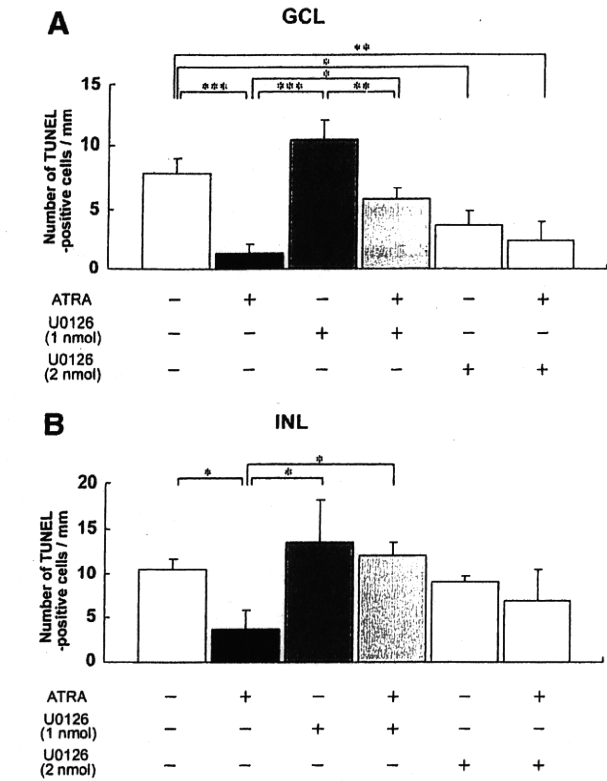 A
GCL
**
*
*
*** *** **
15
10
5
0
Number of TUNEL
-positive cells / mm
ATRA − + − + − +
U0126
(1 nmol) − − + + − −
U0126
(2 nmol) − − − − + +
B
INL
*
* *
20
15
10
5
0
Number of TUNEL
-positive cells / mm
ATRA − + − + − +
U0126
(1 nmol) − − + + − −
U0126
(2 nmol) − − − − + +